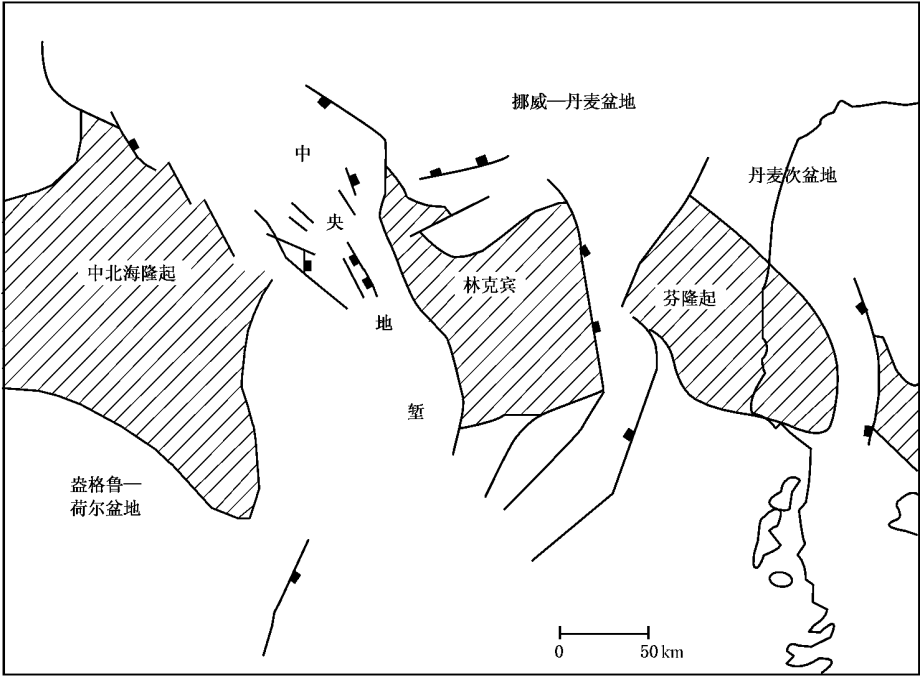 挪威—丹麦盆地
中
央
地
堑
丹麦次盆地
中北海隆起
林克宾
芬隆起
盎格鲁—
荷尔盆地
0 50 km